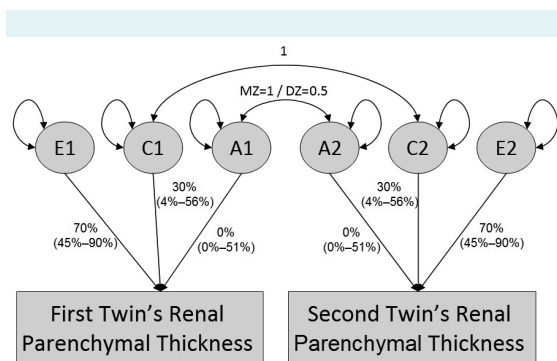 1
MZ=1 / DZ=0.5
E1
C1
A1
A2
C2
E2
30%
(4%–56%)
30%
(4%–56%)
70%
(45%–90%)
0%
(0%–51%)
0%
(0%–51%)
70%
(45%–90%)
First Twin's Renal
Parenchymal Thickness
Second Twin's Renal
Parenchymal Thickness